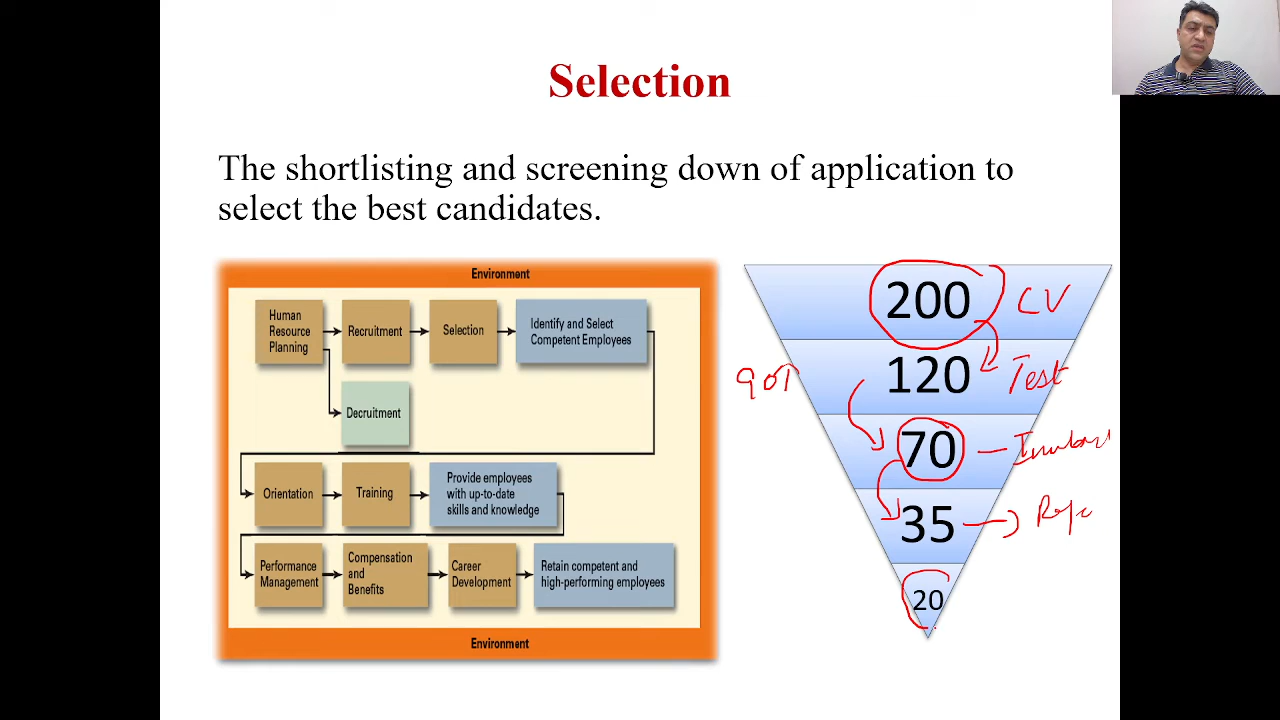 Selection
The shortlisting and screening down of application to
select the best candidates.
Environment
Human
Resource
Planning
Recruitment
Selection
Identify and Select
Competent Employees
Decruitment
Orientation
Training
Provide employees
with up-to-date
skills and knowledge
Performance
Management
Compensation
and
Benefits
Career
Development
Retain competent and
high-performing employees
Environment
200
CV
120
Test
70
35
20